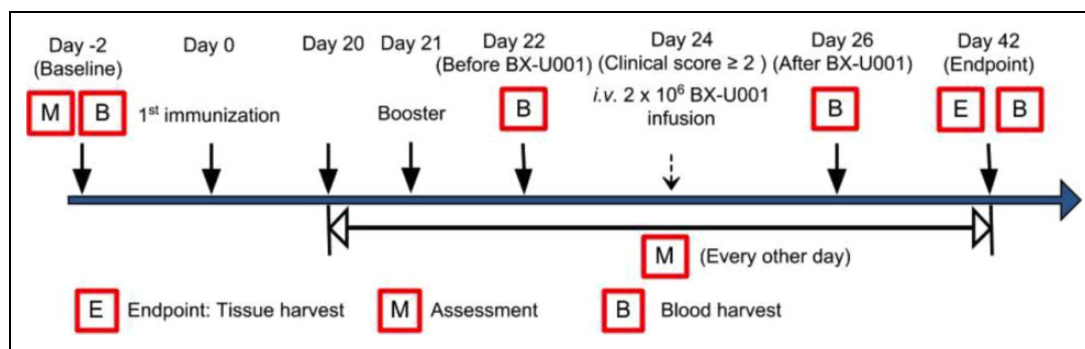 Day -2 Day 0 Day 20 Day 21 Day 22 Day 24 Day 26 Day 42
(Baseline) (Before BX-U001) (Clinical score ≥ 2 ) (After BX-U001) (Endpoint)
M B 1st immunization Booster B i.v. 2 x 10⁶ BX-U001 B E B
infusion
M (Every other day)
E Endpoint: Tissue harvest M Assessment B Blood harvest